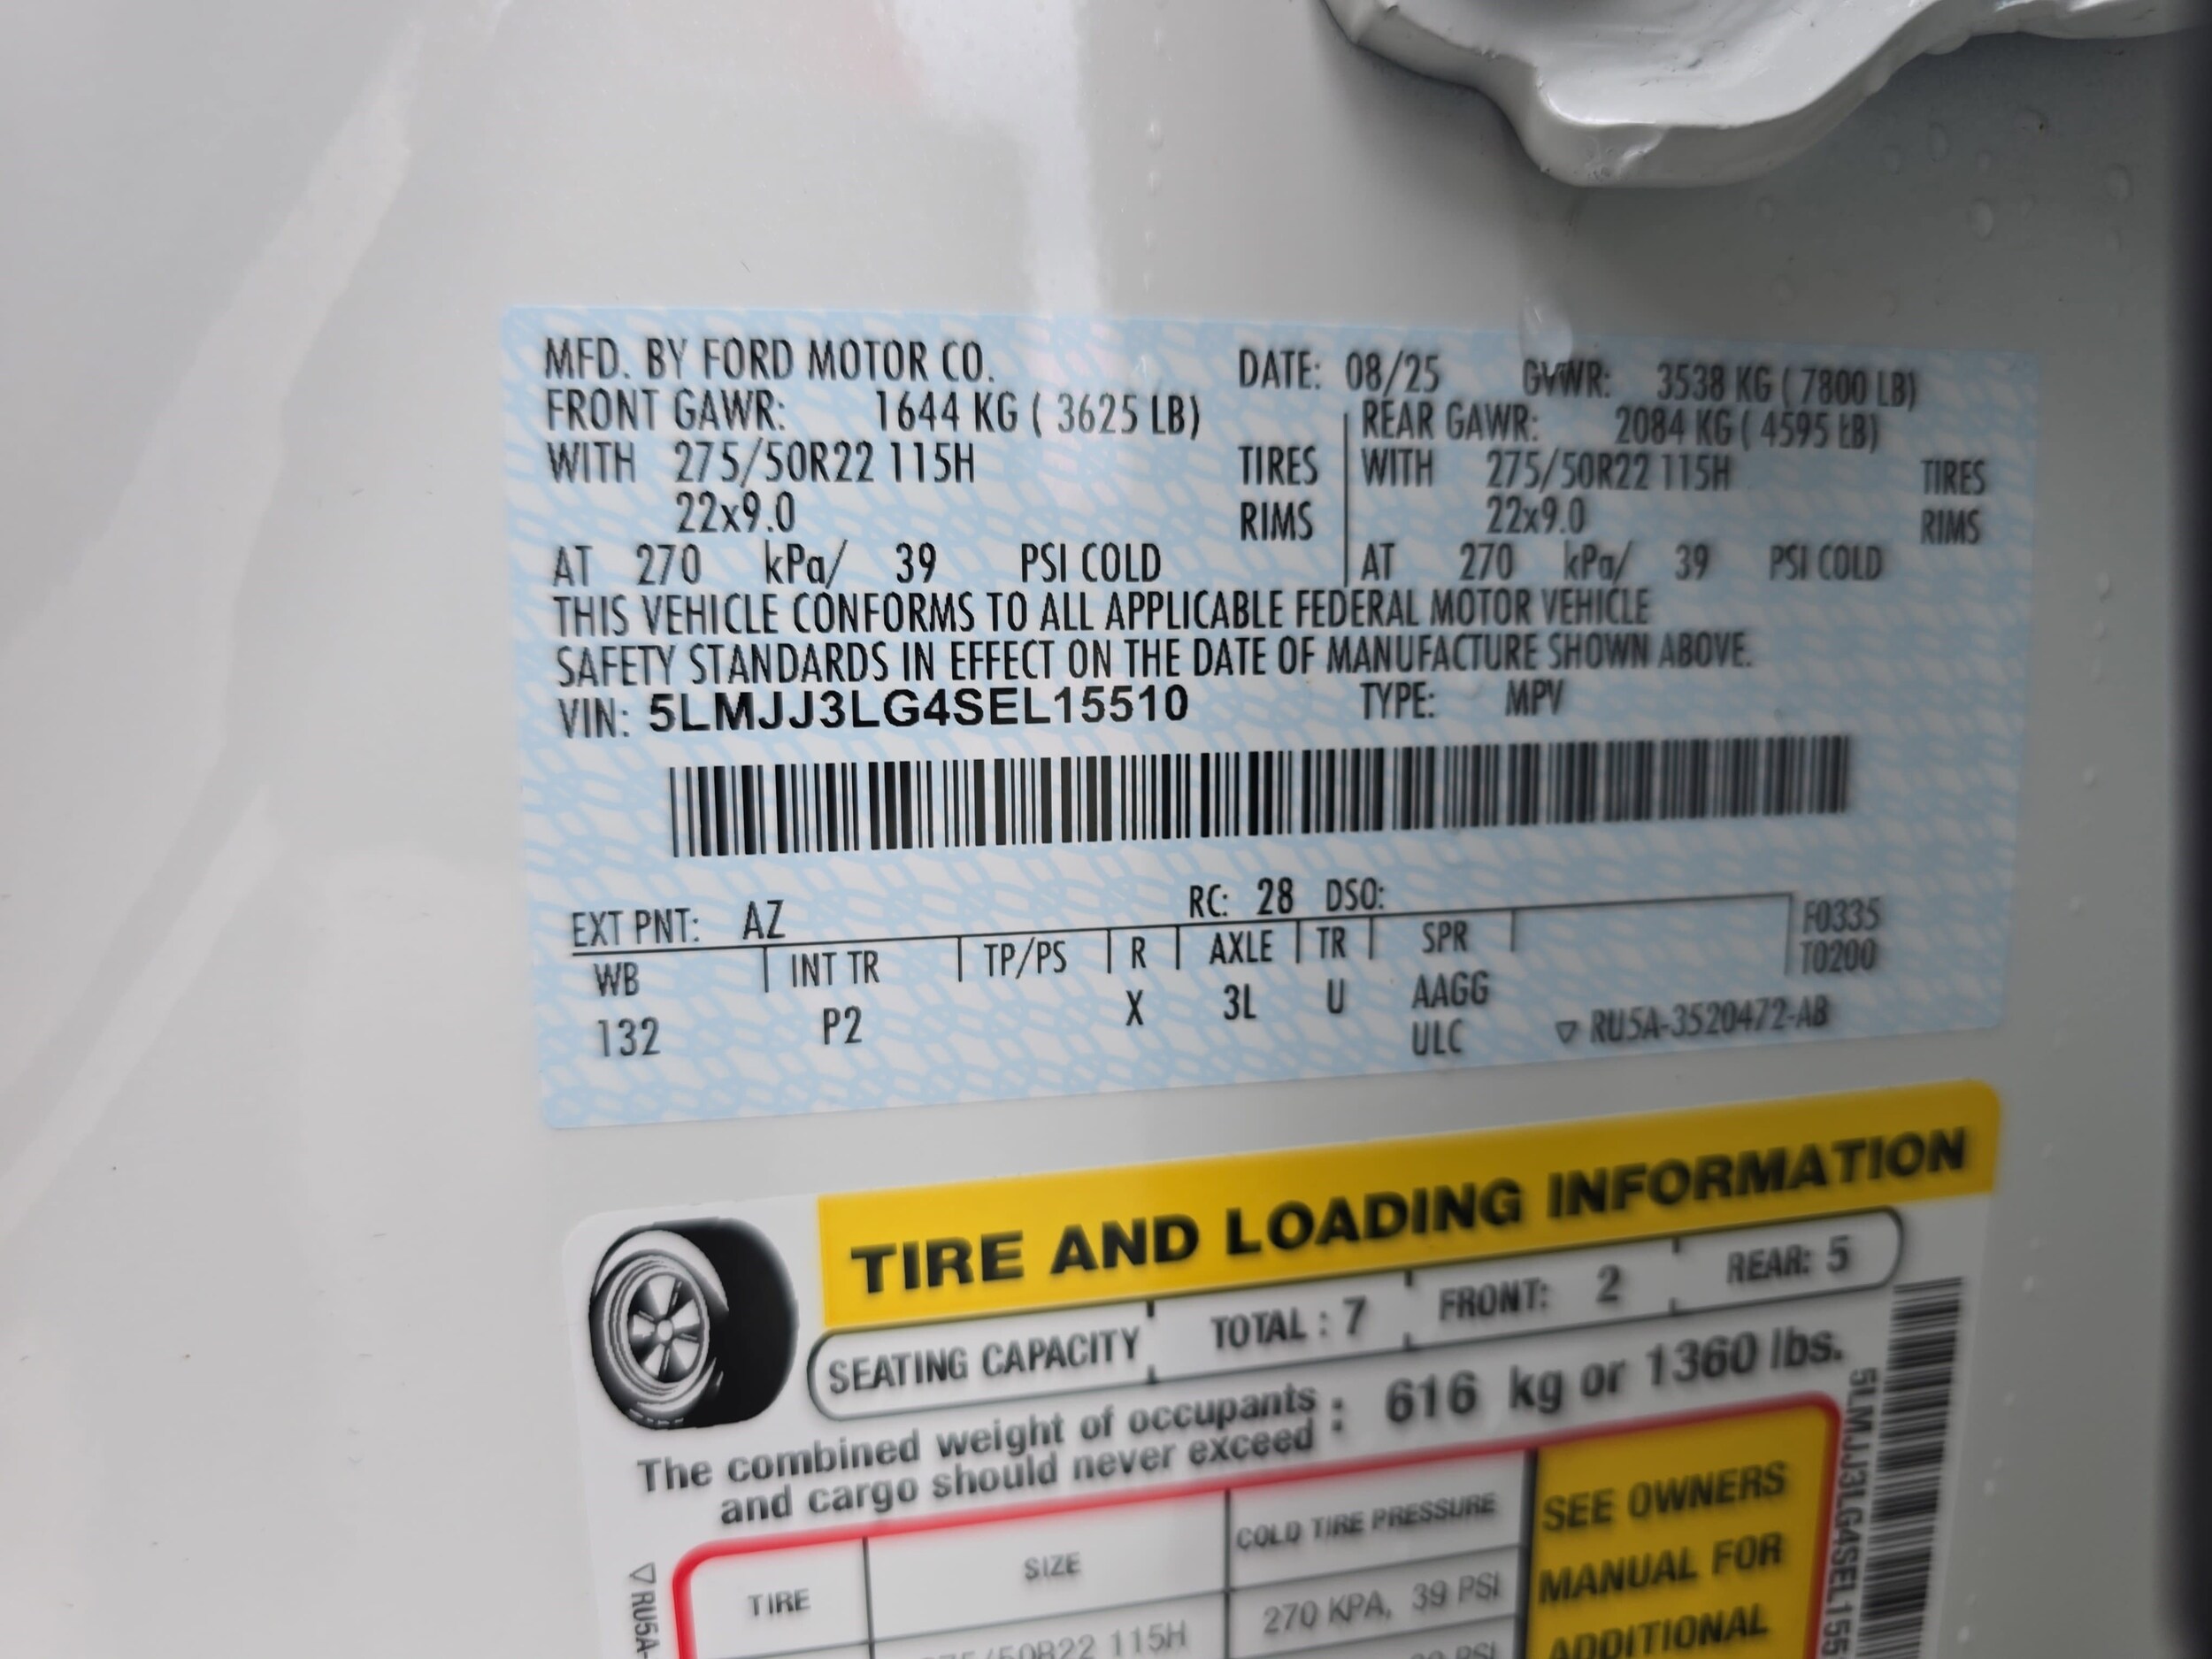 MFD. BY FORD MOTOR CO. DATE: 08/25 GVWR: 3538 KG ( 7800 LB)
FRONT GAWR: 1644 KG ( 3625 LB) REAR GAWR: 2084 KG ( 4595 LB)
WITH 275/50R22 115H TIRES WITH 275/50R22 115H TIRES
22x9.0 RIMS 22x9.0 RIMS
AT 270 kPa/ 39 PSI COLD AT 270 kPa/ 39 PSI COLD
THIS VEHICLE CONFORMS TO ALL APPLICABLE FEDERAL MOTOR VEHICLE
SAFETY STANDARDS IN EFFECT ON THE DATE OF MANUFACTURE SHOWN ABOVE.
VIN: 5LMJJ3LG4SEL15510 TYPE: MPV
EXT PNT: AZ RC: 28 DSO:
WB INT TR TP/PS R AXLE TR SPR F0335
T0200
132 P2 X 3L U AAGG
ULC ▽ RU5A-3520472-AB
TIRE AND LOADING INFORMATION
SEATING CAPACITY TOTAL : 7 FRONT: 2 REAR: 5
The combined weight of occupants : 616 kg or 1360 lbs.
and cargo should never exceed
TIRE SIZE COLD TIRE PRESSURE SEE OWNERS
275/50R22 115H 270 KPA, 39 PSI MANUAL FOR
PSI ADDITIONAL
▽ RU5A-
5LMJJ3LG4SEL155